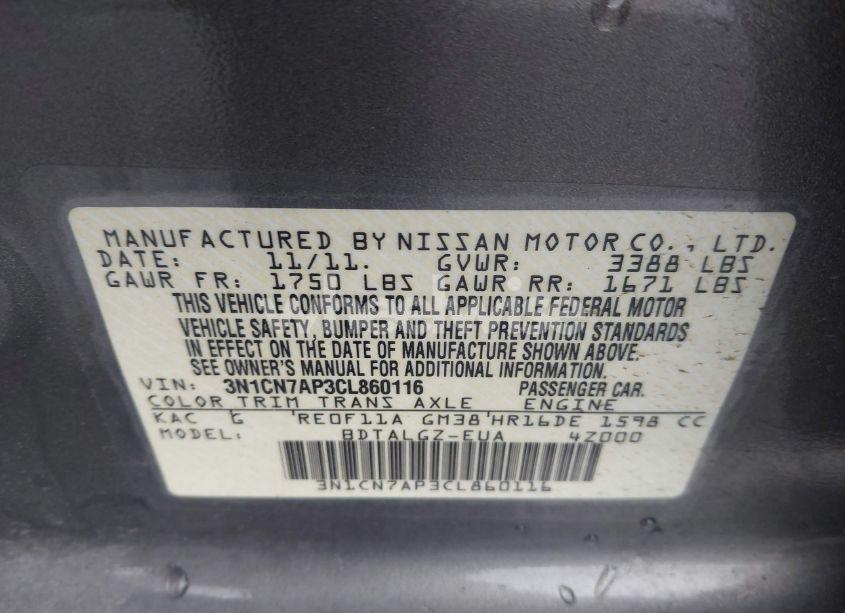 MANUFACTURED BY NISSAN MOTOR CO., LTD.
DATE: 11/11. GVWR: 3388 LBS
GAWR FR: 1750 LBS GAWR RR: 1671 LBS
THIS VEHICLE CONFORMS TO ALL APPLICABLE FEDERAL MOTOR
VEHICLE SAFETY, BUMPER AND THEFT PREVENTION STANDARDS
IN EFFECT ON THE DATE OF MANUFACTURE SHOWN ABOVE.
SEE OWNER'S MANUAL FOR ADDITIONAL INFORMATION.
VIN: 3N1CN7AP3CL860116 PASSENGER CAR.
COLOR TRIM TRANS AXLE ENGINE
KAC G 'RE0F11A GM38'HR16DE 1598 CC
MODEL: BDTALGZ-EUA 4Z000
3N1CN7AP3CL860116